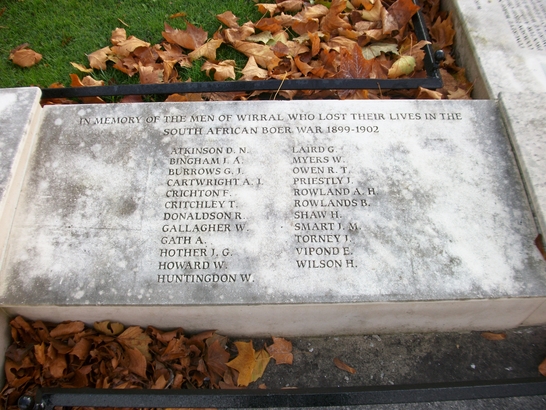 IN MEMORY OF THE MEN OF WIRRAL WHO LOST THEIR LIVES IN THE
SOUTH AFRICAN BOER WAR 1899-1902
ATKINSON D. N.
BINGHAM J. A.
BURROWS G. J.
CARTWRIGHT A. J.
CRICHTON F.
CRITCHLEY T.
DONALDSON R.
GALLAGHER W.
GATH A.
HOTHER J. G.
HOWARD W.
HUNTINGDON W.
LAIRD G.
MYERS W.
OWEN R. T.
PRIESTLY J.
ROWLAND A. H.
ROWLANDS B.
SHAW H.
SMART J. M.
TORNEY J.
VIPOND E.
WILSON H.